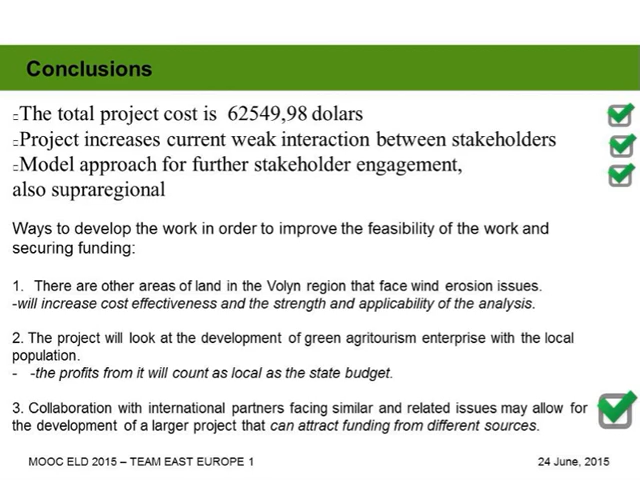 Conclusions
The total project cost is 62549,98 dolars
Project increases current weak interaction between stakeholders
Model approach for further stakeholder engagement,
also supraregional
Ways to develop the work in order to improve the feasibility of the work and
securing funding:
1. There are other areas of land in the Volyn region that face wind erosion issues.
-will increase cost effectiveness and the strength and applicability of the analysis.
2. The project will look at the development of green agritourism enterprise with the local
population.
- -the profits from it will count as local as the state budget.
3. Collaboration with international partners facing similar and related issues may allow for
the development of a larger project that can attract funding from different sources.
MOOC ELD 2015 – TEAM EAST EUROPE 1
24 June, 2015